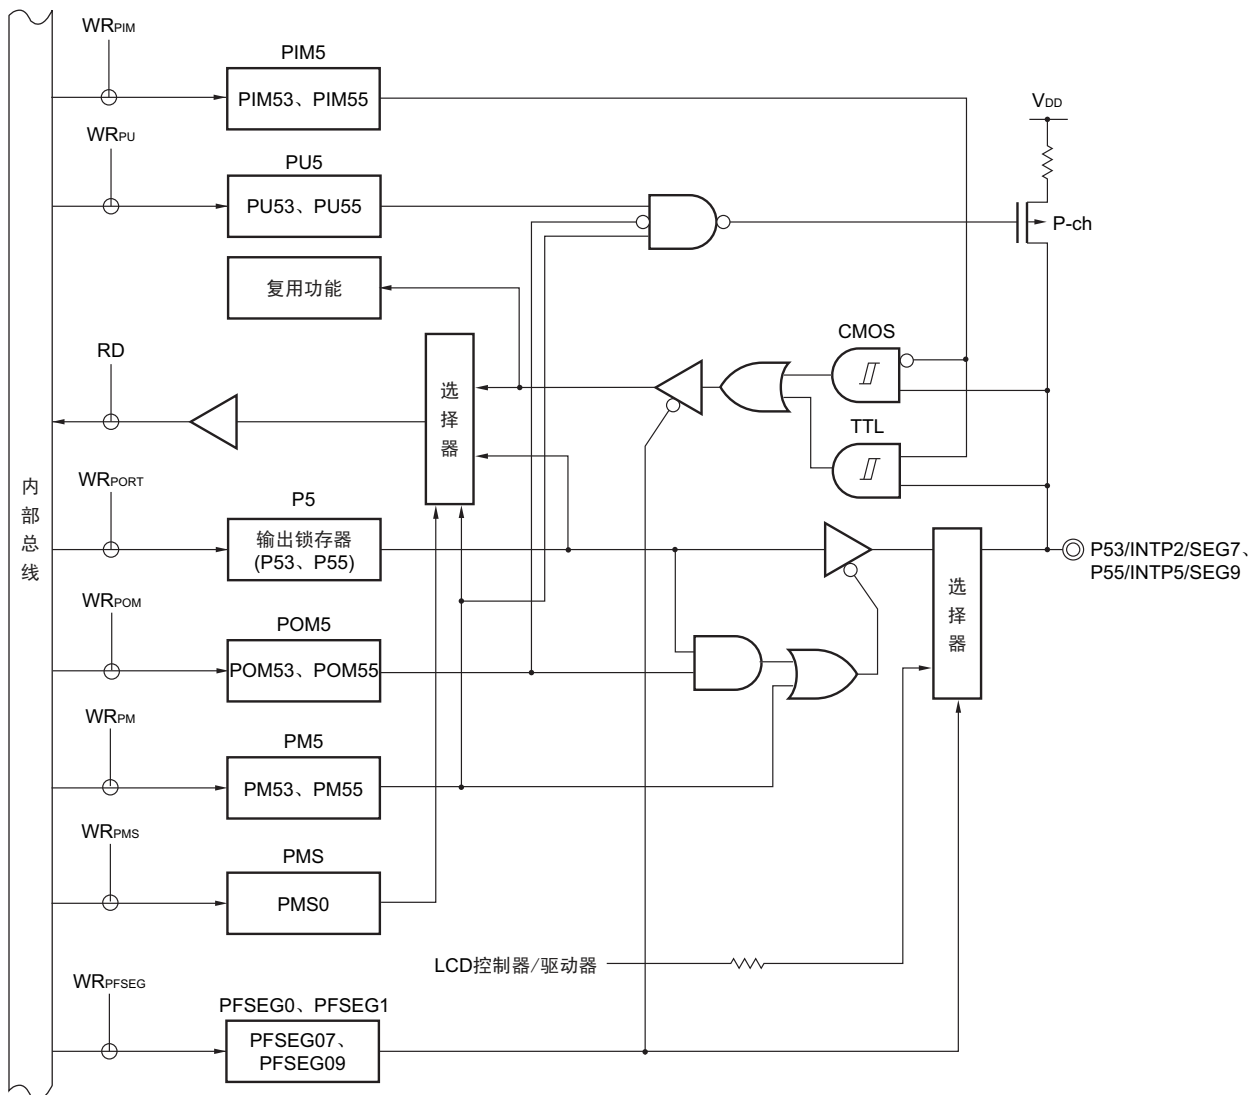 WRPIM
PIM5
PIM53、PIM55
VDD
WRPU
PU5
PU53、PU55
P-ch
复用功能
CMOS
RD
选择器
TTL
内部总线
WRPORT
P5
输出锁存器
(P53、P55)
P53/INTP2/SEG7、
P55/INTP5/SEG9
选择器
WRPOM
POM5
POM53、POM55
WRPM
PM5
PM53、PM55
WRPMS
PMS
PMS0
LCD控制器/驱动器
WRPFSEG
PFSEG0、PFSEG1
PFSEG07、
PFSEG09